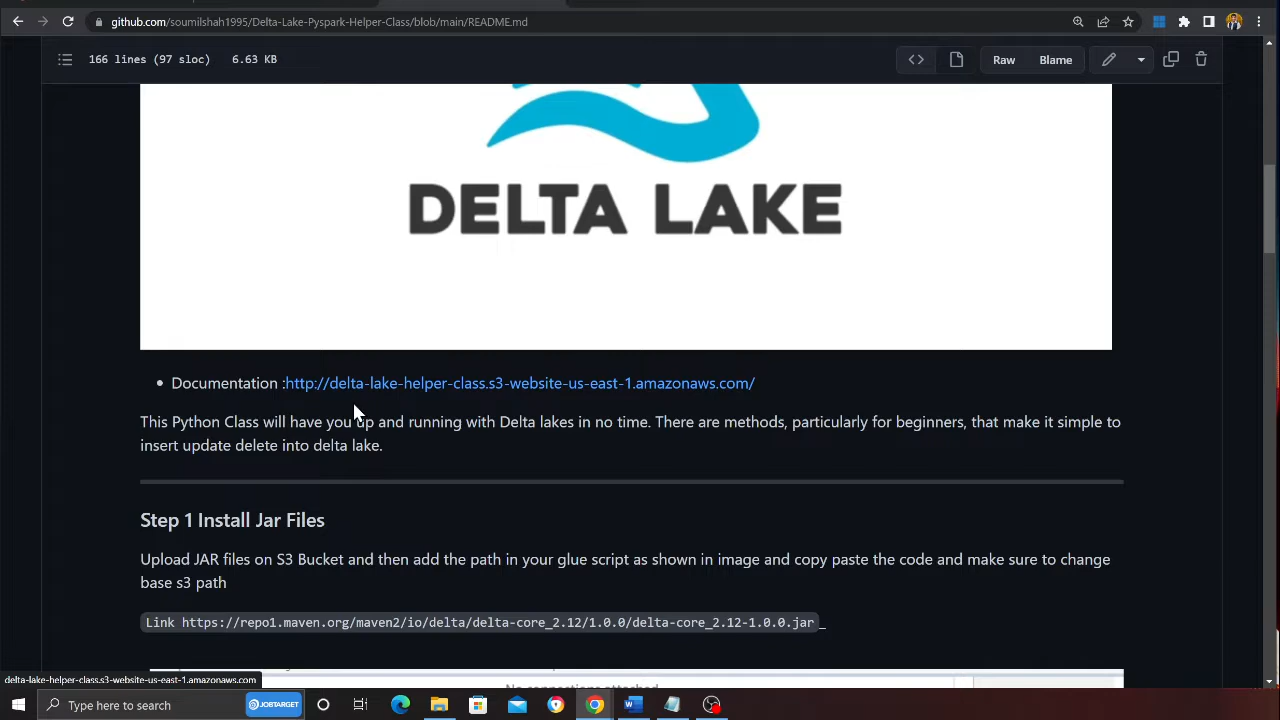 github.com/soumilshah1995/Delta-Lake-Pyspark-Helper-Class/blob/main/README.md
166 lines (97 sloc) 6.63 KB
Raw Blame
DELTA LAKE
Documentation :http://delta-lake-helper-class.s3-website-us-east-1.amazonaws.com/
This Python Class will have you up and running with Delta lakes in no time. There are methods, particularly for beginners, that make it simple to
insert update delete into delta lake.
Step 1 Install Jar Files
Upload JAR files on S3 Bucket and then add the path in your glue script as shown in image and copy paste the code and make sure to change
base s3 path
Link https://repo1.maven.org/maven2/io/delta/delta-core_2.12/1.0.0/delta-core_2.12-1.0.0.jar _
No connections attached
delta-lake-helper-class.s3-website-us-east-1.amazonaws.com
Type here to search
JOBTARGET